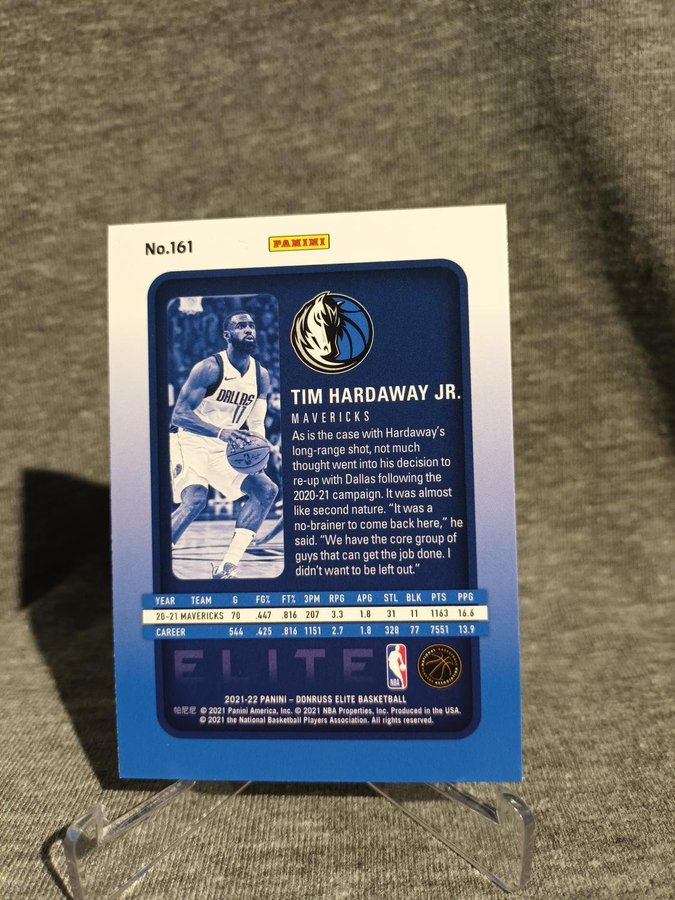 No.161
PANINI
DALLAS
TIM HARDAWAY JR.
MAVERICKS
As is the case with Hardaway's
long-range shot, not much
thought went into his decision to
re-up with Dallas following the
2020-21 campaign. It was almost
like second nature. “It was a
no-brainer to come back here,” he
said. “We have the core group of
guys that can get the job done. I
didn't want to be left out.”
YEAR TEAM G FG% FT% 3PM RPG APG STL BLK PTS PPG
20-21 MAVERICKS 70 .447 .816 207 3.3 1.8 31 11 1163 16.6
CAREER 544 .425 .816 1151 2.7 1.8 328 77 7551 13.9
ELITE
NBA
2021-22 PANINI – DONRUSS ELITE BASKETBALL
帕尼尼 © 2021 Panini America, Inc. © 2021 NBA Properties, Inc. Produced in the USA.
© 2021 the National Basketball Players Association. All rights reserved.